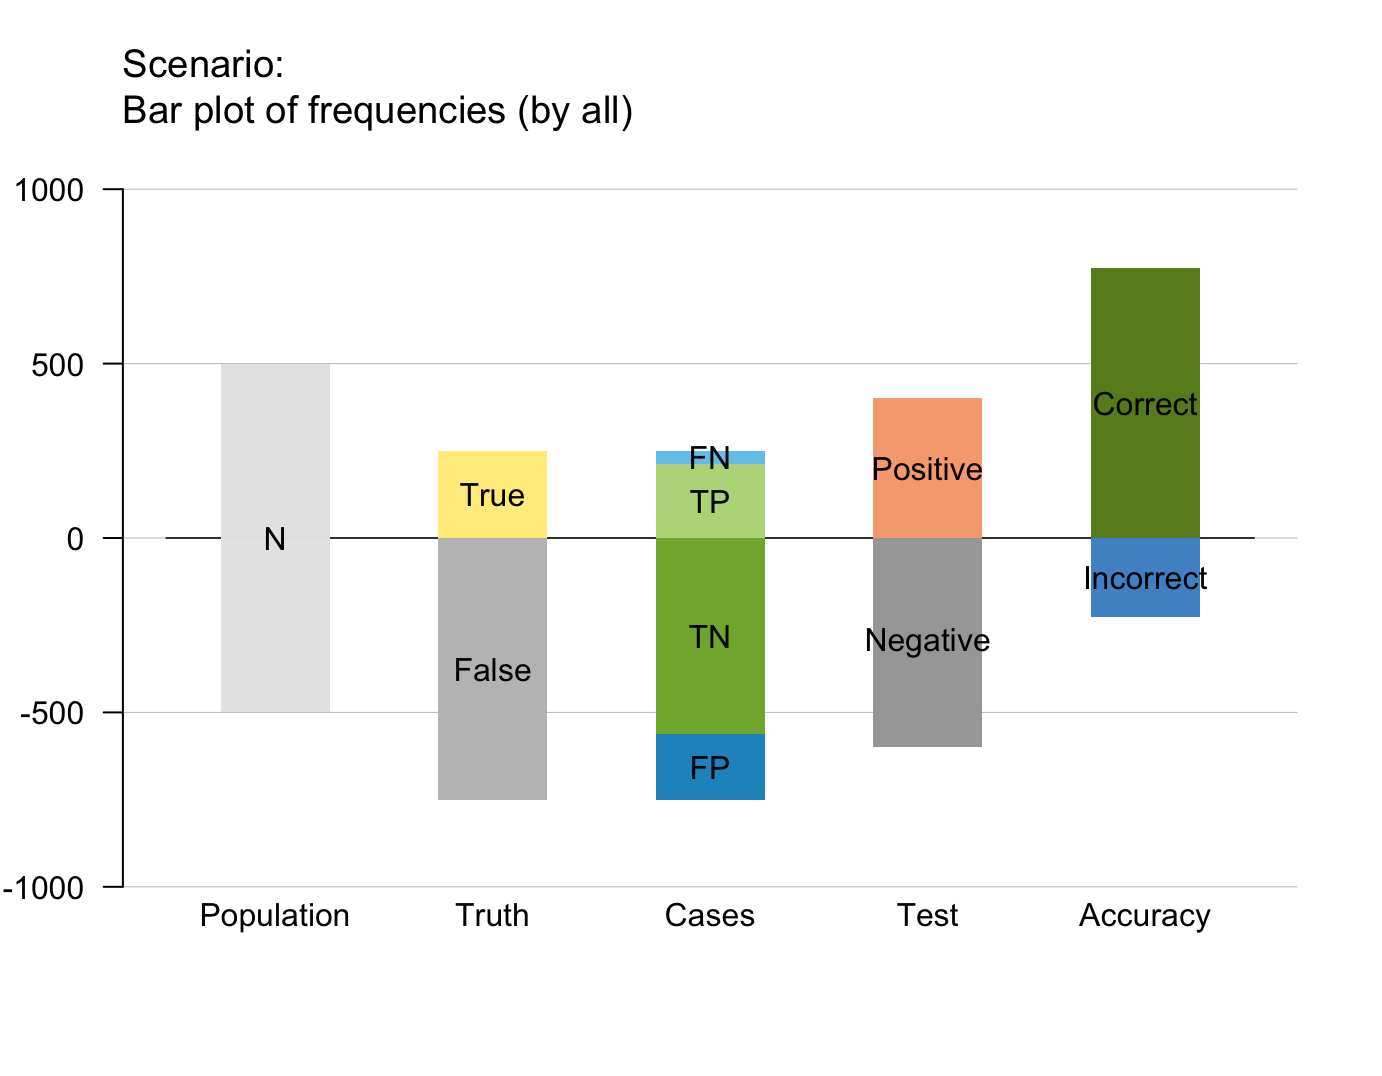 Scenario:
Bar plot of frequencies (by all)
1000
500
0
-500
-1000
N
True
False
FN
TP
TN
FP
Positive
Negative
Correct
Incorrect
Population
Truth
Cases
Test
Accuracy